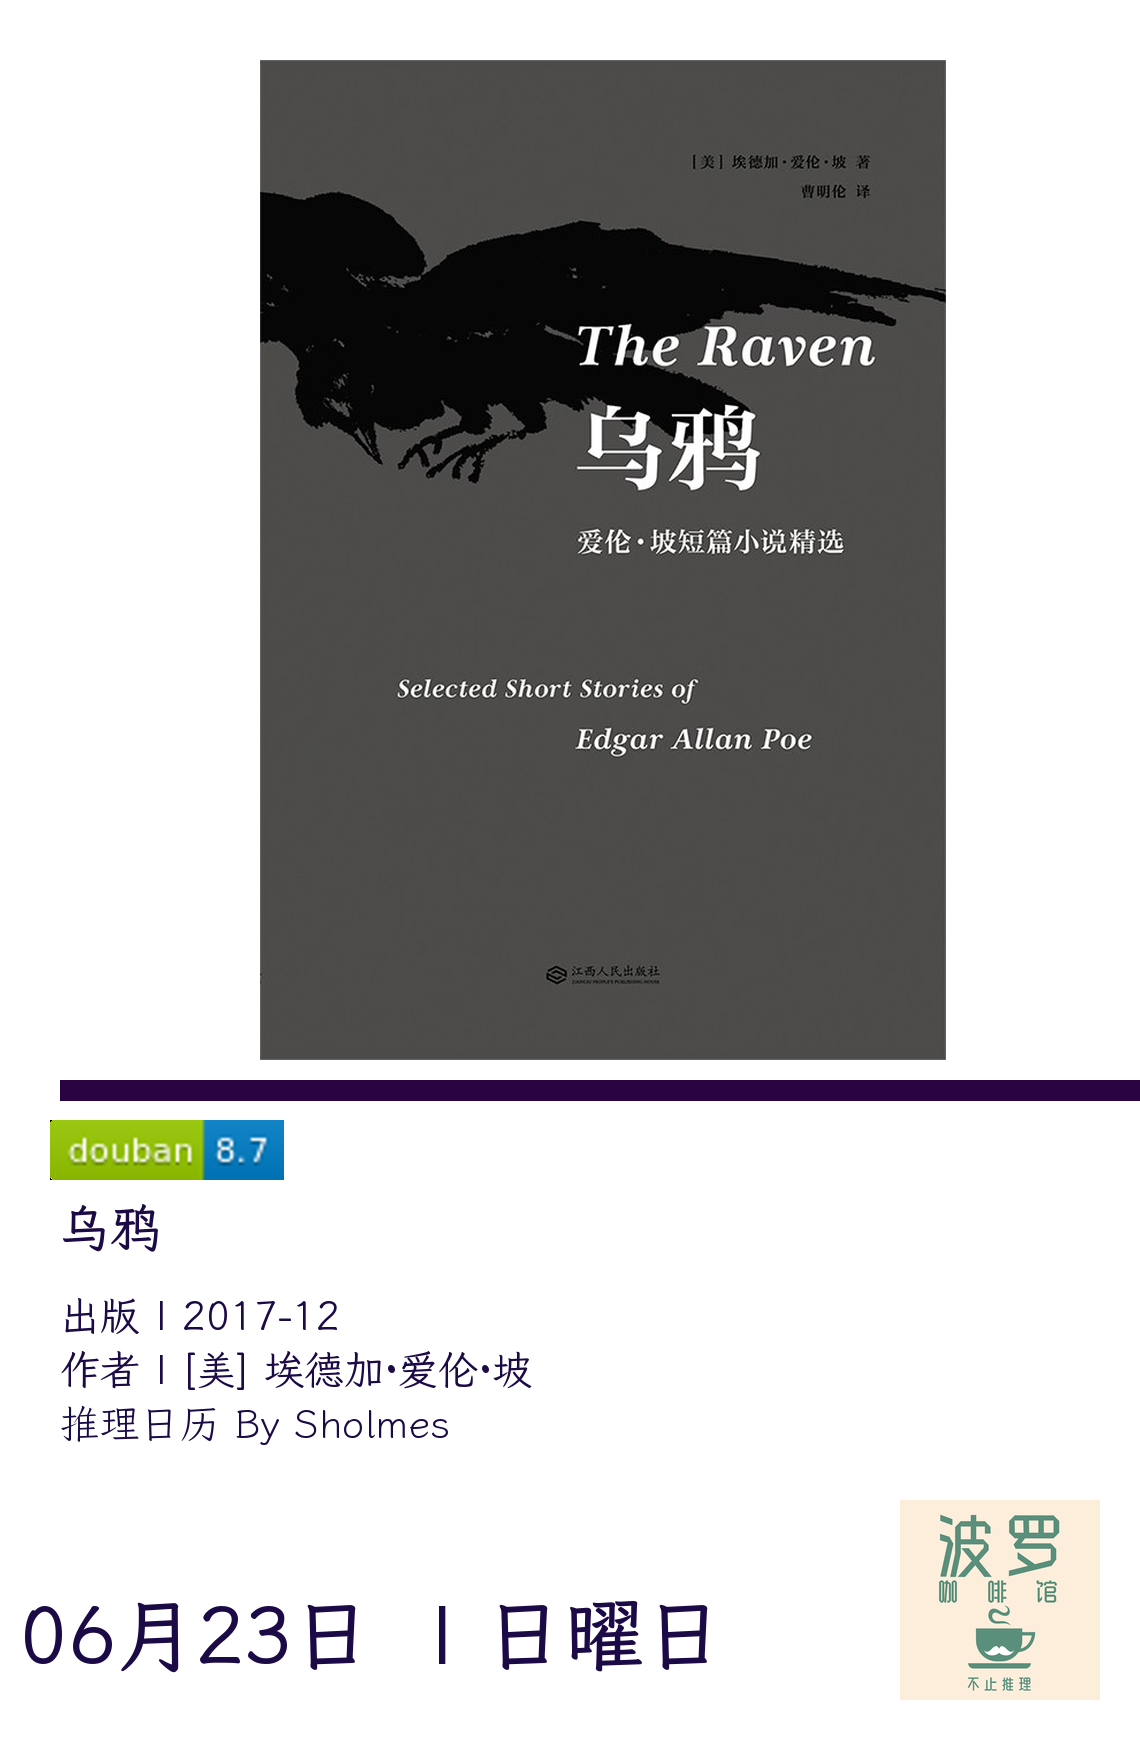 [美] 埃德加·爱伦·坡 著
曹明伦 译
The Raven
乌鸦
爱伦·坡短篇小说精选
Selected Short Stories of
Edgar Allan Poe
江西人民出版社
JIANGXI PEOPLE'S PUBLISHING HOUSE
douban 8.7
乌鸦
出版 | 2017-12
作者 | [美] 埃德加·爱伦·坡
推理日历 By Sholmes
06月23日 | 日曜日
波罗
咖啡馆
不止推理